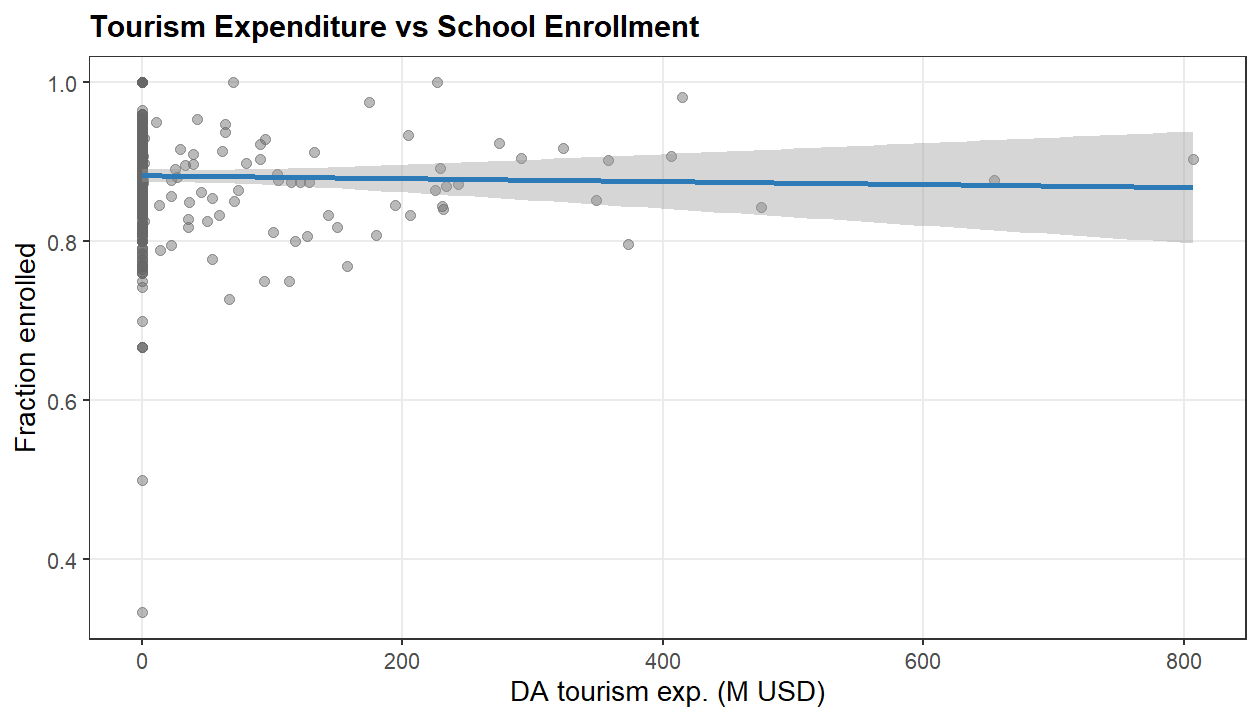 Tourism Expenditure vs School Enrollment
Fraction enrolled
1.0
0.8
0.6
0.4
0 200 400 600 800
DA tourism exp. (M USD)